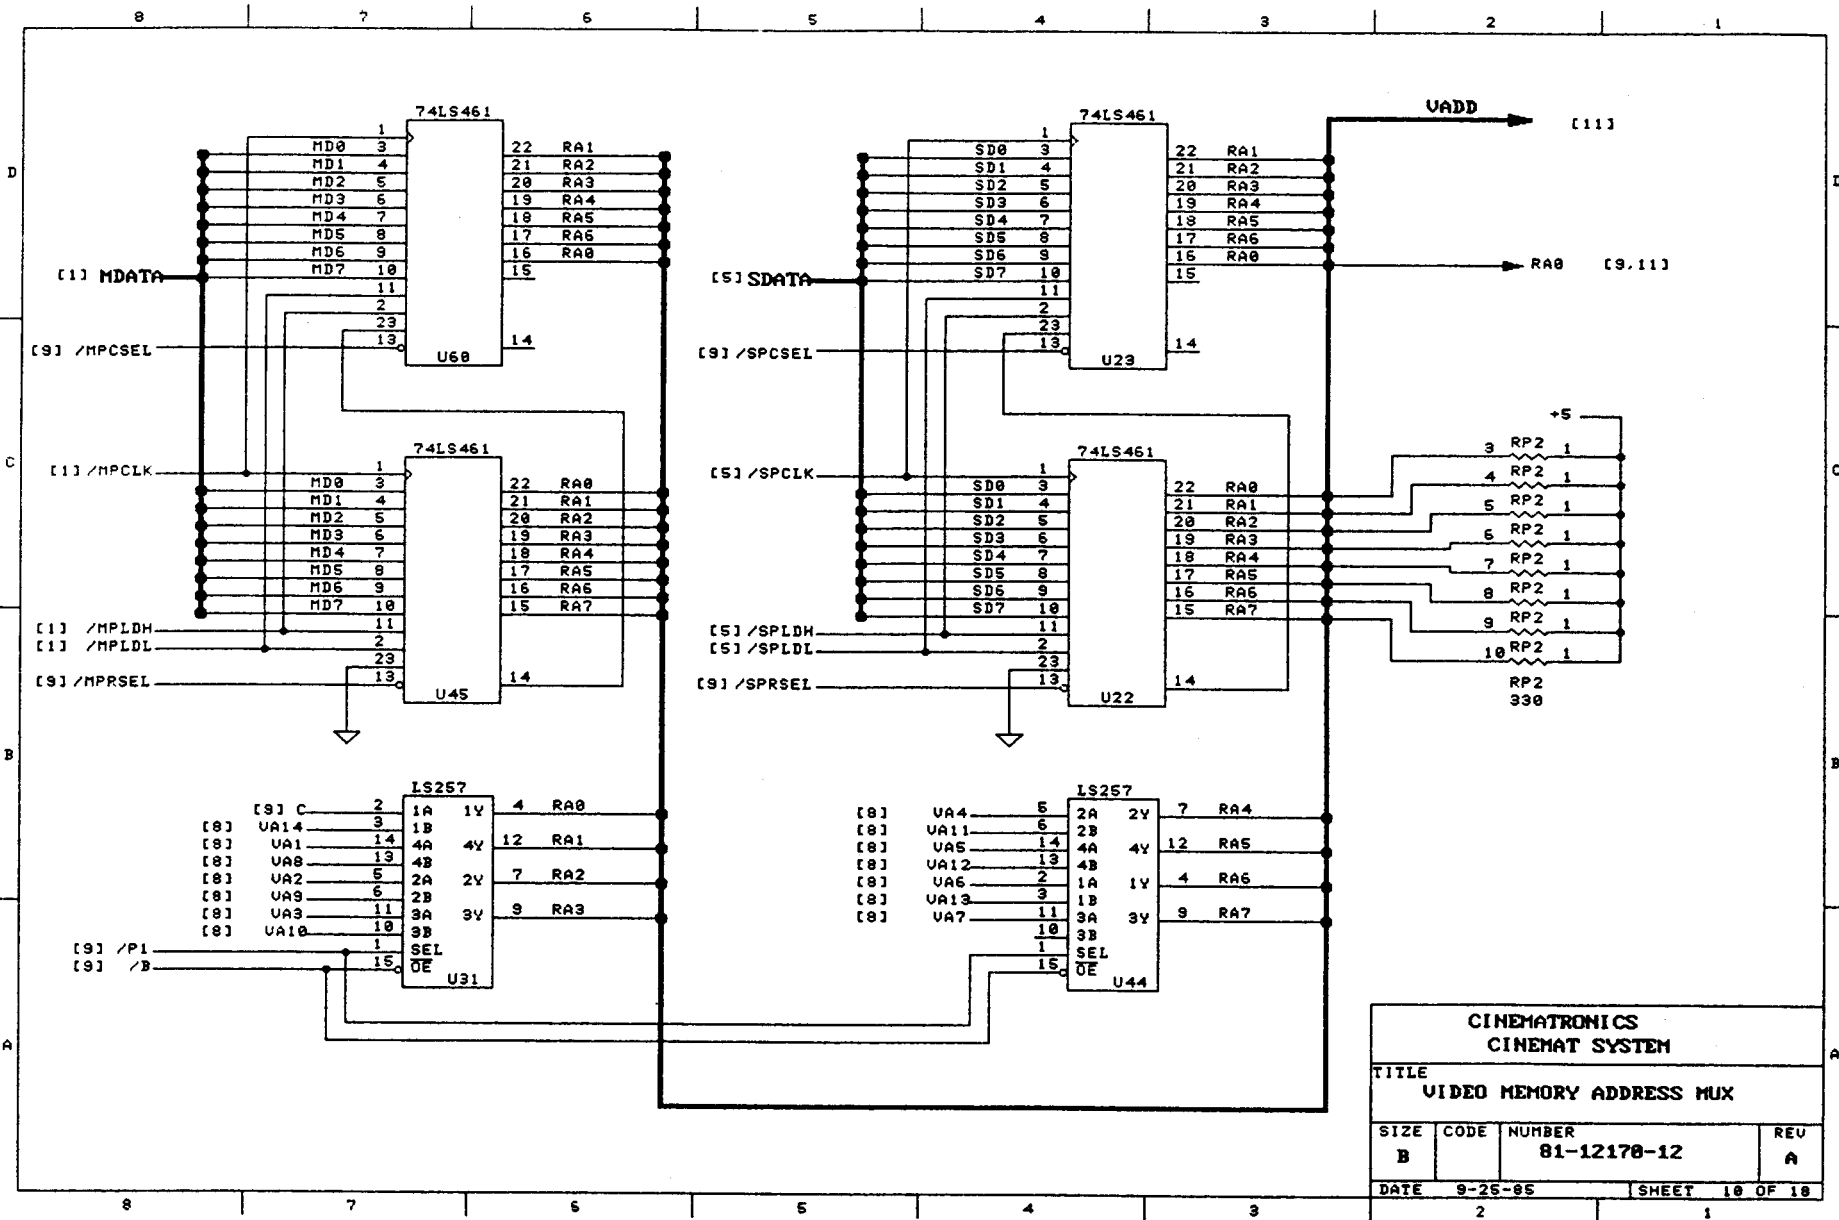 8 7 6 5 4 3 2 1
D
C
B
A
74LS461
1
MD0 3 22 RA1
MD1 4 21 RA2
MD2 5 20 RA3
MD3 6 19 RA4
MD4 7 18 RA5
MD5 8 17 RA6
MD6 9 16 RA0
MD7 10 15
[1] MDATA
11
2
23
[9] /MPCSEL 13 14
U60
74LS461
[1] /MPCLK 1
MD0 3 22 RA0
MD1 4 21 RA1
MD2 5 20 RA2
MD3 6 19 RA3
MD4 7 18 RA4
MD5 8 17 RA5
MD6 9 16 RA6
MD7 10 15 RA7
[1] /MPLDH 11
[1] /MPLDL 2
23
[9] /MPRSEL 13 14
U45
LS257
[9] C 2 1A 1Y 4 RA0
[8] VA14 3 1B
[8] VA1 14 4A 4Y 12 RA1
[8] VA8 13 4B
[8] VA2 5 2A 2Y 7 RA2
[8] VA9 6 2B
[8] VA3 11 3A 3Y 9 RA3
[8] VA10 10 3B
[9] /P1 1 SEL
[9] /B 15 OE
U31
74LS461
1
SD0 3 22 RA1
SD1 4 21 RA2
SD2 5 20 RA3
SD3 6 19 RA4
SD4 7 18 RA5
SD5 8 17 RA6
SD6 9 16 RA0
SD7 10 15
[5] SDATA
11
2
23
[9] /SPCSEL 13 14
U23
74LS461
[5] /SPCLK 1
SD0 3 22 RA0
SD1 4 21 RA1
SD2 5 20 RA2
SD3 6 19 RA3
SD4 7 18 RA4
SD5 8 17 RA5
SD6 9 16 RA6
SD7 10 15 RA7
[5] /SPLDH 11
[5] /SPLDL 2
23
[9] /SPRSEL 13 14
U22
LS257
[8] VA4 5 2A 2Y 7 RA4
[8] VA11 6 2B
[8] VA5 14 4A 4Y 12 RA5
[8] VA12 13 4B
[8] VA6 2 1A 1Y 4 RA6
[8] VA13 3 1B
[8] VA7 11 3A 3Y 9 RA7
10 3B
1 SEL
15 OE
U44
VADD [11]
RA0 [9,11]
+5
3 RP2 1
4 RP2 1
5 RP2 1
6 RP2 1
7 RP2 1
8 RP2 1
9 RP2 1
10 RP2 1
RP2
330
D
C
B
A
CINEMATRONICS
CINEMAT SYSTEM
TITLE
VIDEO MEMORY ADDRESS MUX
SIZE CODE NUMBER REV
B 81-12170-12 A
DATE 9-25-85 SHEET 10 OF 18
8 7 6 5 4 3 2 1